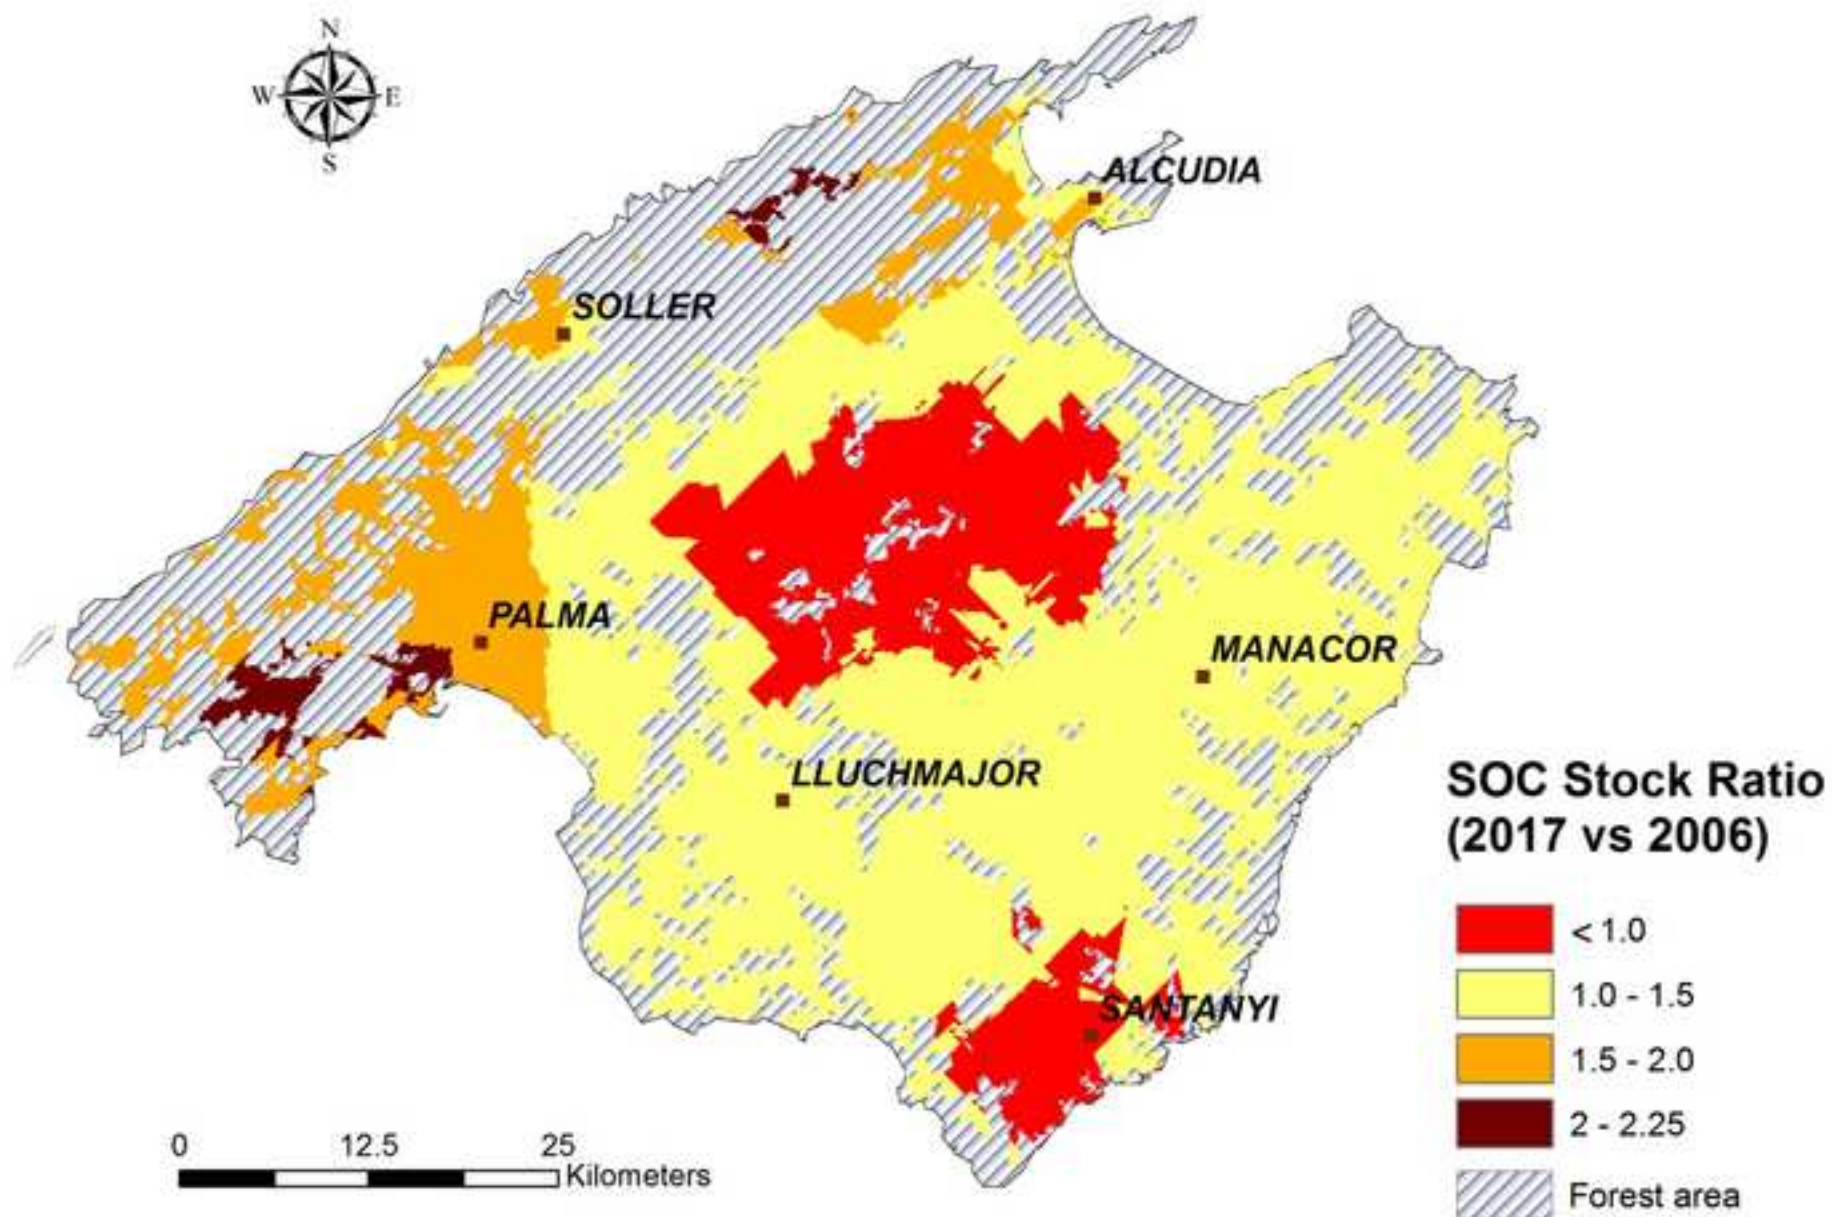 N
W E
S
ALCUDIA
SOLLER
PALMA
MANACOR
LLUCHMAJOR
SANTANYI
SOC Stock Ratio
(2017 vs 2006)
< 1.0
1.0 - 1.5
1.5 - 2.0
2 - 2.25
Forest area
0 12.5 25
Kilometers